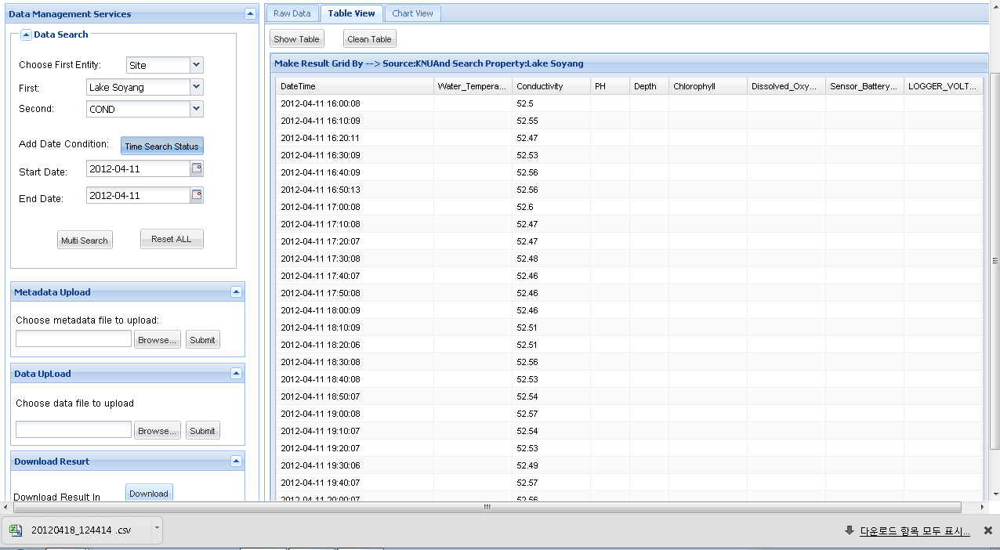 Data Management Services
Data Search
Choose First Entity: Site
First: Lake Soyang
Second: COND
Add Date Condition: Time Search Status
Start Date: 2012-04-11
End Date: 2012-04-11
Multi Search Reset ALL
Metadata Upload
Choose metadata file to upload:
Browse... Submit
Data UpLoad
Choose data file to upload
Browse... Submit
Download Resurt
Download Result In Download
Raw Data Table View Chart View
Show Table Clean Table
Make Result Grid By --> Source:KNUAnd Search Property:Lake Soyang
DateTime Water_Tempera... Conductivity PH Depth Chlorophyll Dissolved_Oxy... Sensor_Battery... LOGGER_VOLT...
2012-04-11 16:00:08 52.5
2012-04-11 16:10:09 52.55
2012-04-11 16:20:11 52.47
2012-04-11 16:30:09 52.53
2012-04-11 16:40:09 52.56
2012-04-11 16:50:13 52.56
2012-04-11 17:00:08 52.6
2012-04-11 17:10:08 52.47
2012-04-11 17:20:07 52.47
2012-04-11 17:30:08 52.48
2012-04-11 17:40:07 52.46
2012-04-11 17:50:08 52.46
2012-04-11 18:00:09 52.46
2012-04-11 18:10:09 52.51
2012-04-11 18:20:06 52.51
2012-04-11 18:30:08 52.56
2012-04-11 18:40:08 52.53
2012-04-11 18:50:07 52.54
2012-04-11 19:00:08 52.57
2012-04-11 19:10:07 52.54
2012-04-11 19:20:07 52.53
2012-04-11 19:30:06 52.49
2012-04-11 19:40:07 52.57
2012-04-11 20:00:07 52.56
20120418_124414 .csv
다운로드 항목 모두 표시...